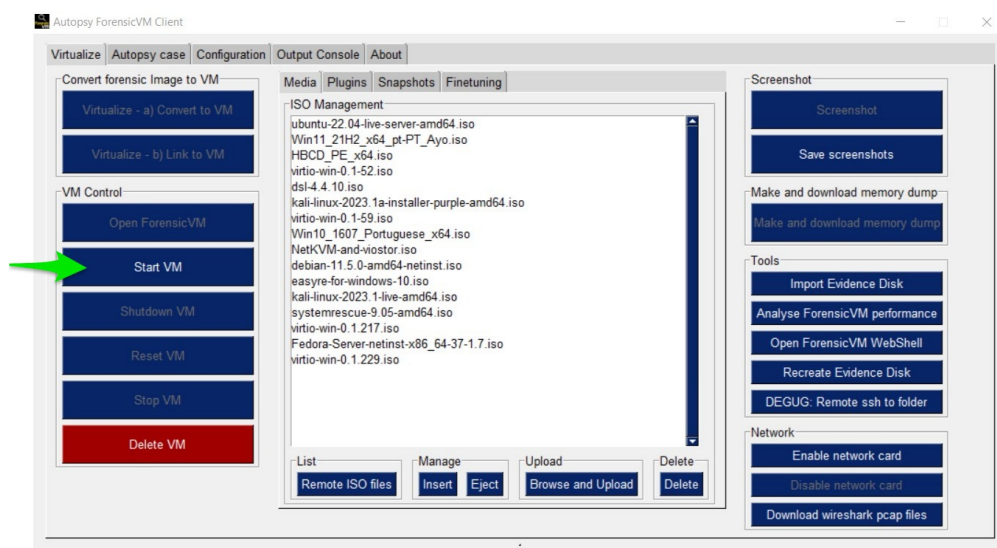 Autopsy ForensicVM Client
Virtualize Autopsy case Configuration Output Console About
Convert forensic Image to VM
Virtualize - a) Convert to VM
Virtualize - b) Link to VM
VM Control
Open ForensicVM
Start VM
Shutdown VM
Reset VM
Stop VM
Delete VM
Media Plugins Snapshots Finetuning
ISO Management
ubuntu-22.04-live-server-amd64.iso
Win11_21H2_x64_pt-PT_Ayo.iso
HBCD_PE_x64.iso
virtio-win-0.1-52.iso
dsl-4.4.10.iso
kali-linux-2023.1a-installer-purple-amd64.iso
virtio-win-0.1-59.iso
Win10_1607_Portuguese_x64.iso
NetKVM-and-viostor.iso
debian-11.5.0-amd64-netinst.iso
easyre-for-windows-10.iso
kali-linux-2023.1-live-amd64.iso
systemrescue-9.05-amd64.iso
virtio-win-0.1.217.iso
Fedora-Server-netinst-x86_64-37-1.7.iso
virtio-win-0.1.229.iso
List
Remote ISO files
Manage
Insert Eject
Upload
Browse and Upload
Delete
Delete
Screenshot
Screenshot
Save screenshots
Make and download memory dump
Make and download memory dump
Tools
Import Evidence Disk
Analyse ForensicVM performance
Open ForensicVM WebShell
Recreate Evidence Disk
DEGUG: Remote ssh to folder
Network
Enable network card
Disable network card
Download wireshark pcap files